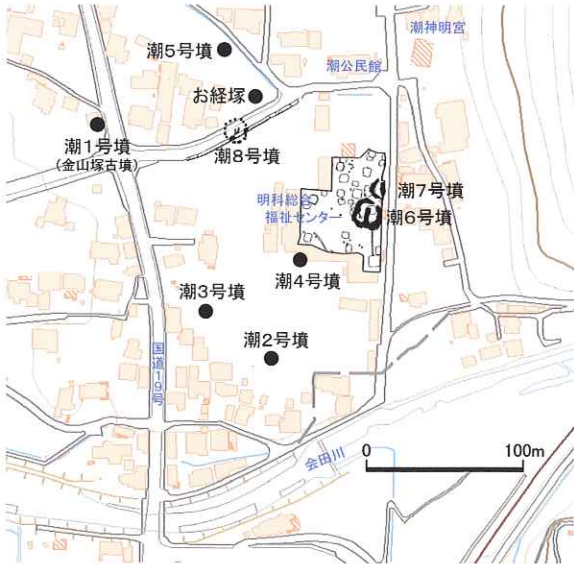 潮神明宮
潮5号墳
潮公民館
お経塚
潮1号墳
(金山塚古墳)
潮8号墳
潮7号墳
明科総合
福祉センター
潮6号墳
潮4号墳
潮3号墳
潮2号墳
国道19号
会田川
0
100m